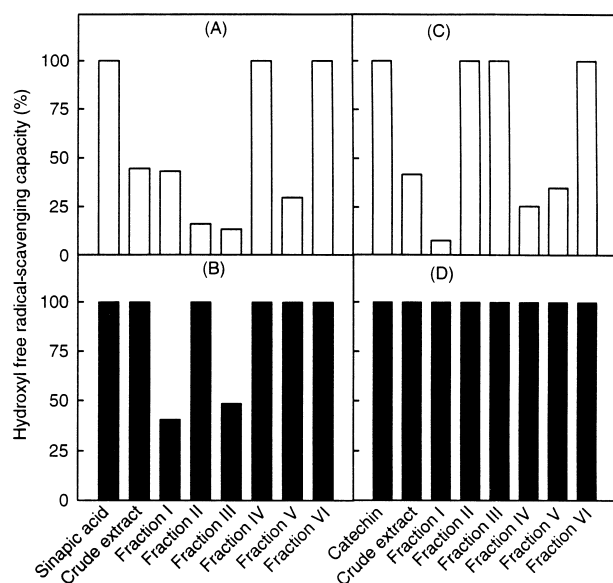 Hydroxyl free radical-scavenging capacity (%)
(A)
100
75
50
25
0
(C)
(B)
100
75
50
25
0
(D)
Sinapic acid
Crude extract
Fraction I
Fraction II
Fraction III
Fraction IV
Fraction V
Fraction VI
Catechin
Crude extract
Fraction I
Fraction II
Fraction III
Fraction IV
Fraction V
Fraction VI